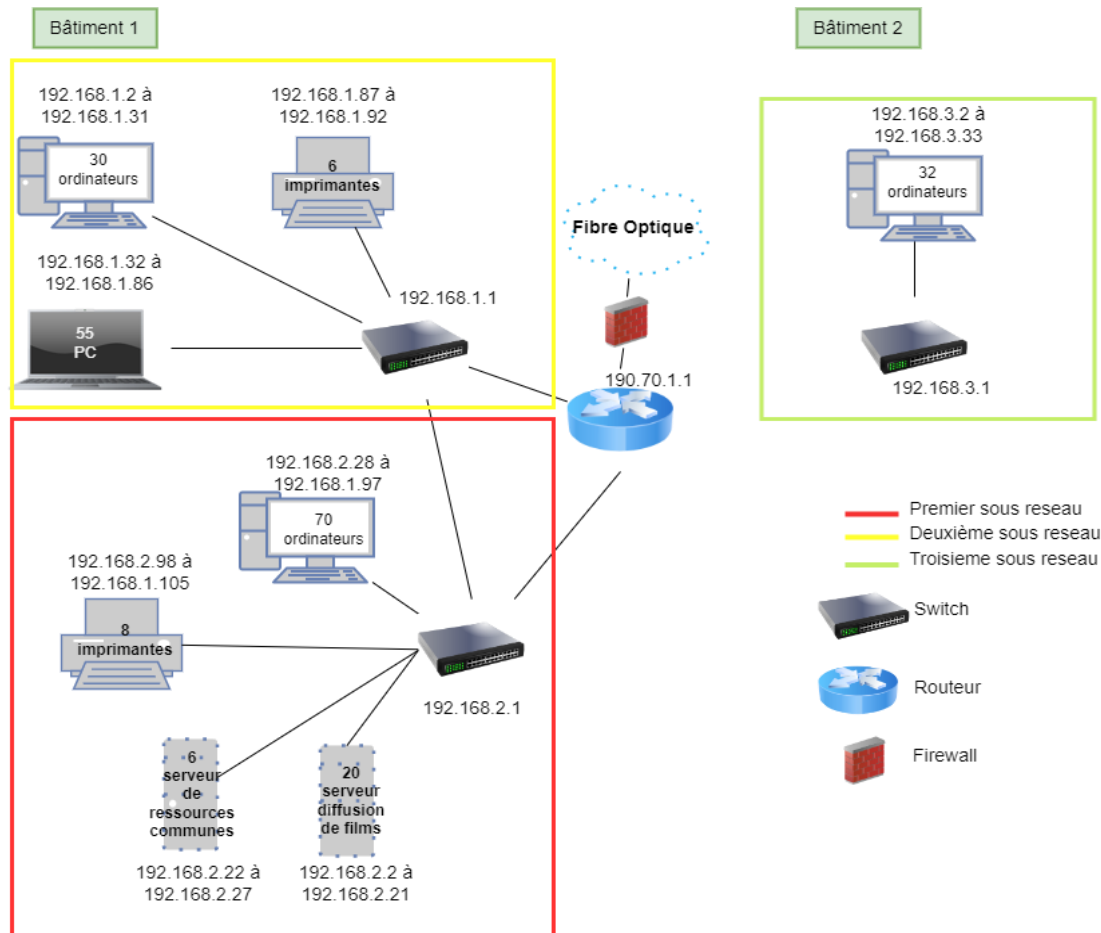 Bâtiment 1
Bâtiment 2
192.168.1.2 à
192.168.1.31
30
ordinateurs
192.168.1.87 à
192.168.1.92
6
imprimantes
192.168.1.32 à
192.168.1.86
55
PC
192.168.1.1
Fibre Optique
190.70.1.1
192.168.3.2 à
192.168.3.33
32
ordinateurs
192.168.3.1
192.168.2.28 à
192.168.1.97
70
ordinateurs
192.168.2.98 à
192.168.1.105
8
imprimantes
192.168.2.1
6
serveur
de
ressources
communes
192.168.2.22 à
192.168.2.27
20
serveur
diffusion
de films
192.168.2.2 à
192.168.2.21
Premier sous reseau
Deuxième sous reseau
Troisieme sous reseau
Switch
Routeur
Firewall